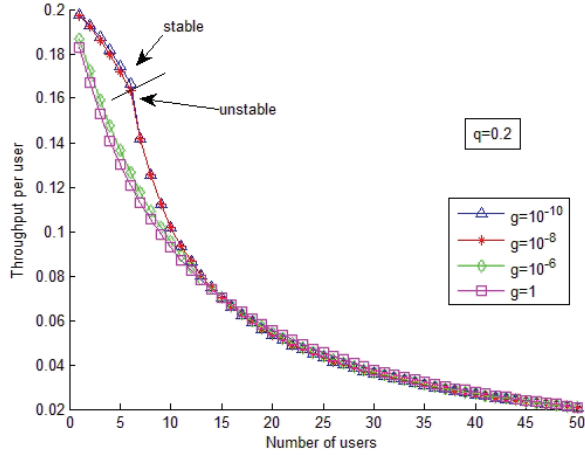 0.2
0.18
0.16
0.14
0.12
0.1
0.08
0.06
0.04
0.02
Throughput per user
stable
unstable
q=0.2
g=10^-10
g=10^-8
g=10^-6
g=1
0 5 10 15 20 25 30 35 40 45 50
Number of users